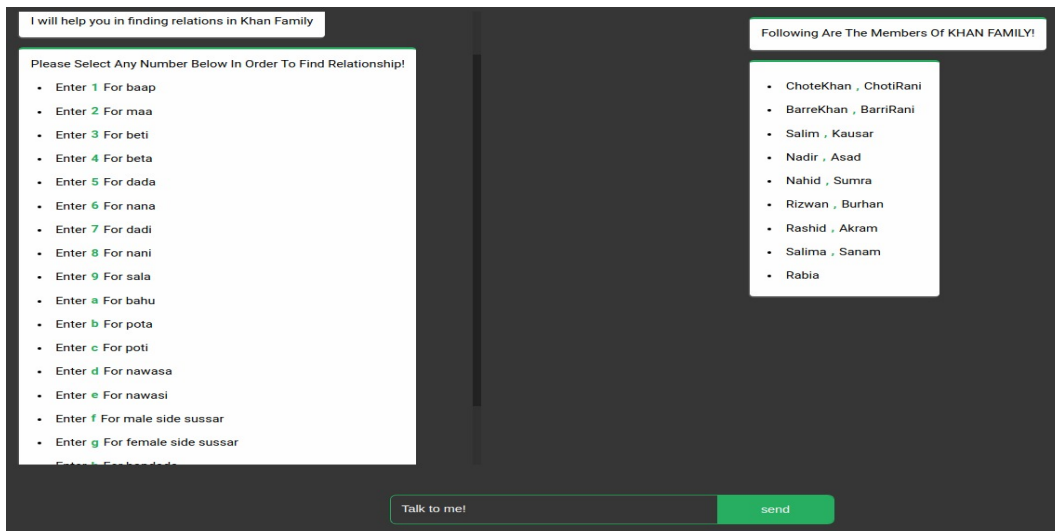 I will help you in finding relations in Khan Family
Please Select Any Number Below In Order To Find Relationship!
Enter 1 For baap
Enter 2 For maa
Enter 3 For beti
Enter 4 For beta
Enter 5 For dada
Enter 6 For nana
Enter 7 For dadi
Enter 8 For nani
Enter 9 For sala
Enter a For bahu
Enter b For pota
Enter c For poti
Enter d For nawasa
Enter e For nawasi
Enter f For male side sussar
Enter g For female side sussar
Following Are The Members Of KHAN FAMILY!
ChoteKhan , ChotiRani
BarreKhan , BarriRani
Salim , Kausar
Nadir , Asad
Nahid , Sumra
Rizwan , Burhan
Rashid , Akram
Salima , Sanam
Rabia
Talk to me!
send